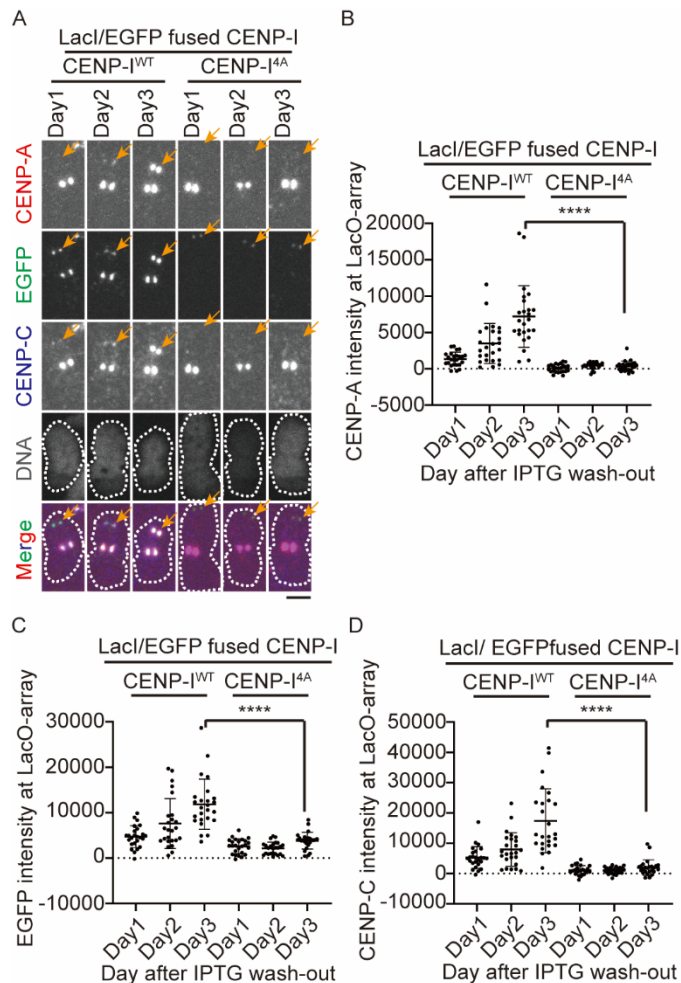 A
LacI/EGFP fused CENP-I
CENP-I^WT CENP-I^4A
Day1 Day2 Day3 Day1 Day2 Day3
CENP-A
EGFP
CENP-C
DNA
Merge
B
LacI/EGFP fused CENP-I
CENP-I^WT CENP-I^4A
****
CENP-A intensity at LacO-array
20000
15000
10000
5000
0
-5000
Day1 Day2 Day3 Day1 Day2 Day3
Day after IPTG wash-out
C
LacI/EGFP fused CENP-I
CENP-I^WT CENP-I^4A
****
EGFP intensity at LacO-array
30000
20000
10000
0
-10000
Day1 Day2 Day3 Day1 Day2 Day3
Day after IPTG wash-out
D
LacI/ EGFPfused CENP-I
CENP-I^WT CENP-I^4A
****
CENP-C intensity at LacO-array
50000
40000
30000
20000
10000
0
-10000
Day1 Day2 Day3 Day1 Day2 Day3
Day after IPTG wash-out